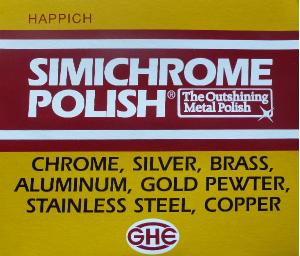 HAPPICH
SIMICHROME
POLISH® The Outshining
Metal Polish
CHROME, SILVER, BRASS,
ALUMINUM, GOLD PEWTER,
STAINLESS STEEL, COPPER
GHE